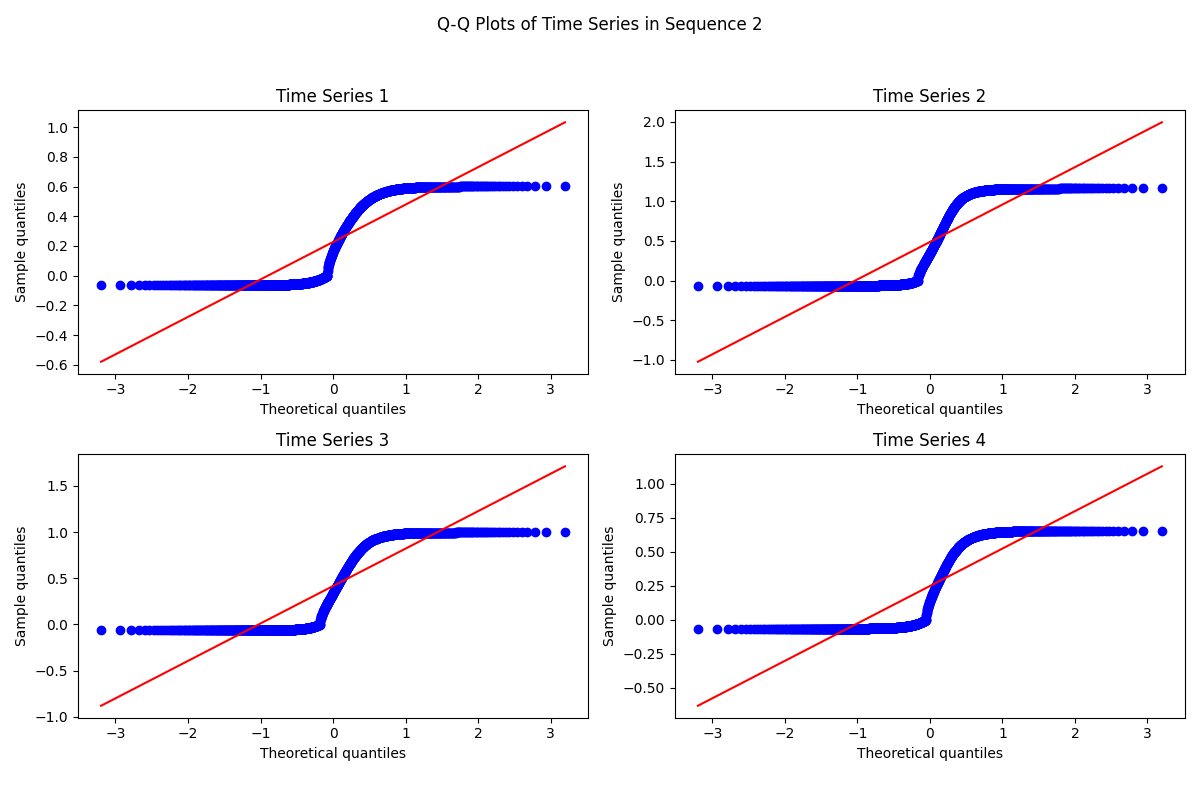 Q-Q Plots of Time Series in Sequence 2
Time Series 1
Sample quantiles
1.0
0.8
0.6
0.4
0.2
0.0
−0.2
−0.4
−0.6
−3 −2 −1 0 1 2 3
Theoretical quantiles
Time Series 2
Sample quantiles
2.0
1.5
1.0
0.5
0.0
−0.5
−1.0
−3 −2 −1 0 1 2 3
Theoretical quantiles
Time Series 3
Sample quantiles
1.5
1.0
0.5
0.0
−0.5
−1.0
−3 −2 −1 0 1 2 3
Theoretical quantiles
Time Series 4
Sample quantiles
1.00
0.75
0.50
0.25
0.00
−0.25
−0.50
−3 −2 −1 0 1 2 3
Theoretical quantiles